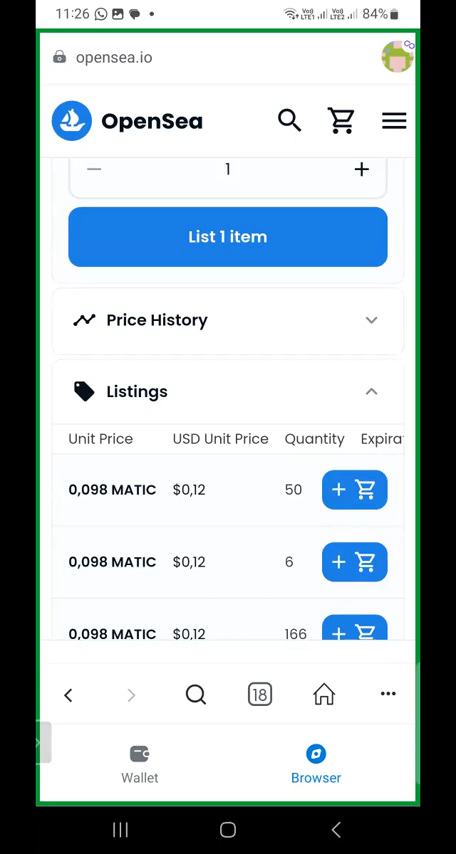 11:26 84%
opensea.io
OpenSea
− 1 +
List 1 item
Price History
Listings
Unit Price USD Unit Price Quantity Expira
0,098 MATIC $0,12 50 +
0,098 MATIC $0,12 6 +
0,098 MATIC $0,12 166 +
18
Wallet Browser